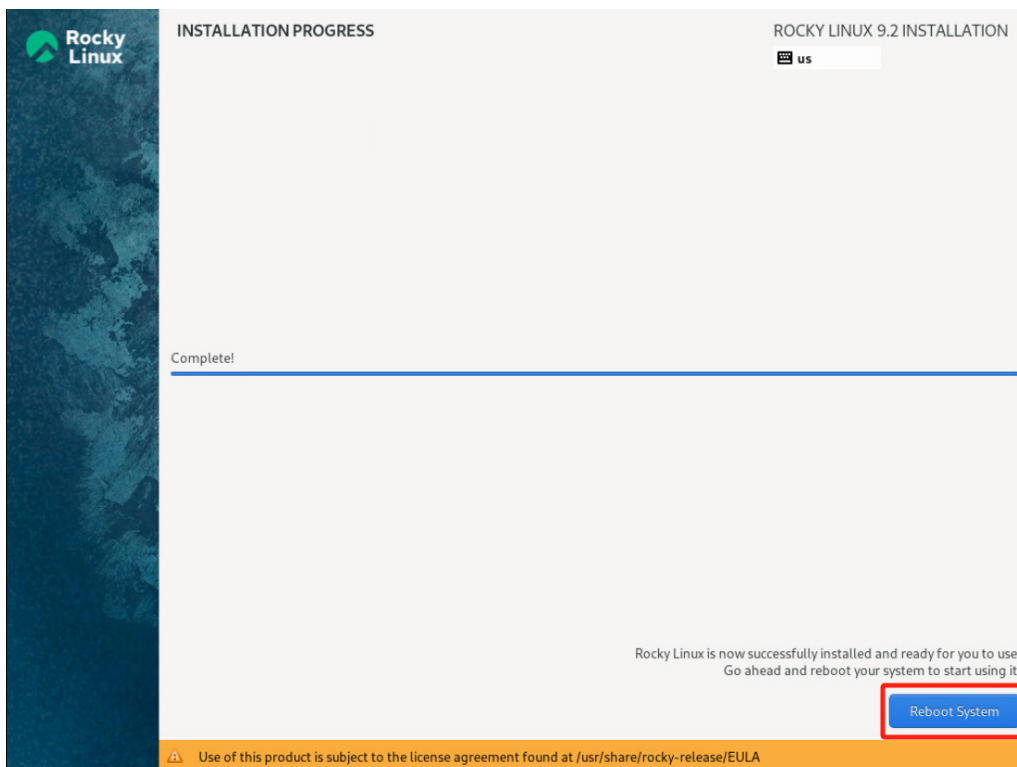 Rocky
Linux
INSTALLATION PROGRESS
ROCKY LINUX 9.2 INSTALLATION
us
Complete!
Rocky Linux is now successfully installed and ready for you to use
Go ahead and reboot your system to start using it
Reboot System
Use of this product is subject to the license agreement found at /usr/share/rocky-release/EULA